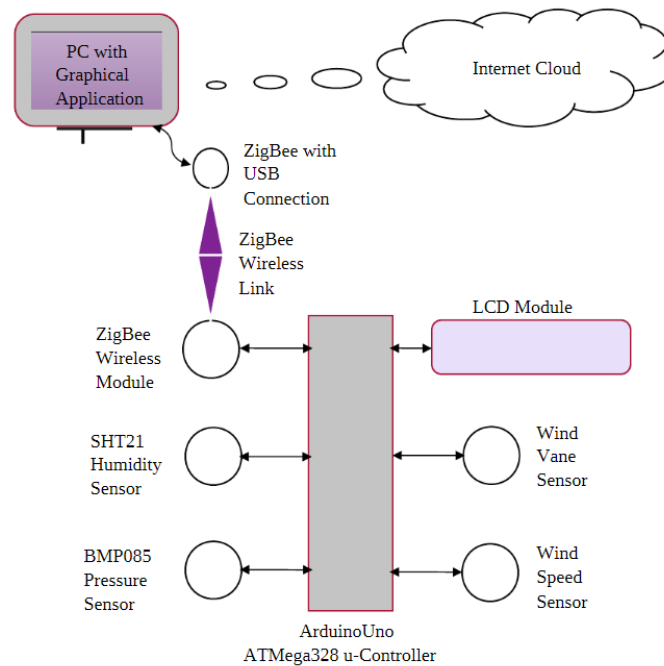 PC with
Graphical
Application
Internet Cloud
ZigBee with
USB
Connection
ZigBee
Wireless
Link
LCD Module
ZigBee
Wireless
Module
SHT21
Humidity
Sensor
Wind
Vane
Sensor
BMP085
Pressure
Sensor
Wind
Speed
Sensor
ArduinoUno
ATMega328 u-Controller